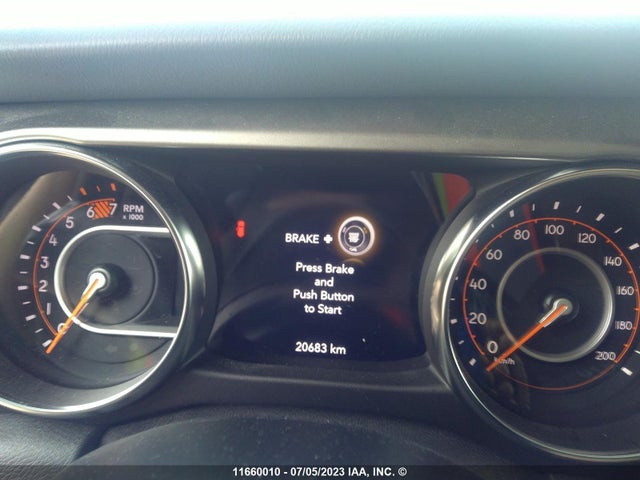 RPM
x 1000
0
1
2
3
4
5
6
7
BRAKE +
Press Brake
and
Push Button
to Start
20683 km
0
20
40
60
80
100
120
140
160
180
200
km/h
11660010 - 07/05/2023 IAA, INC. ©